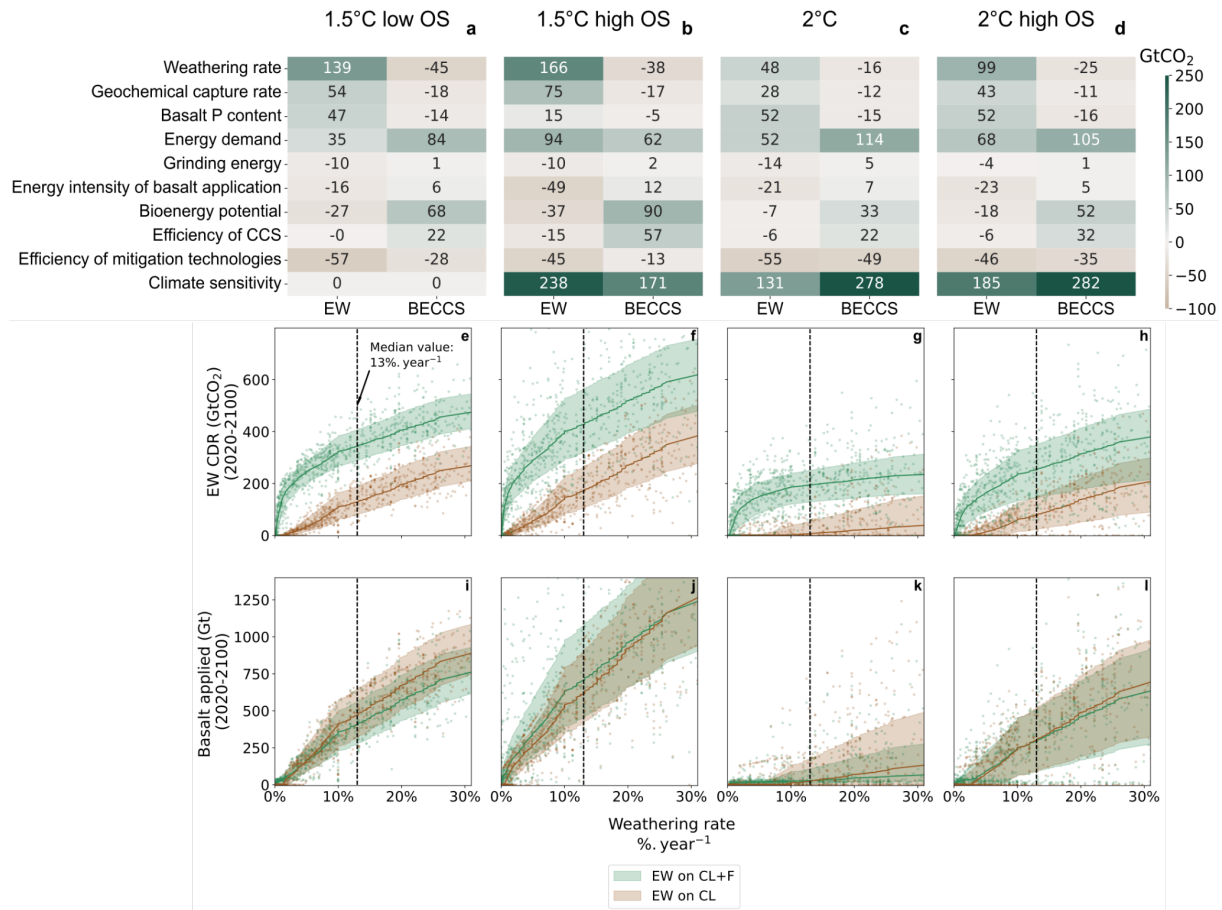 1.5°C low OS a 1.5°C high OS b 2°C c 2°C high OS d
GtCO2
Weathering rate 139 -45 166 -38 48 -16 99 -25 250
Geochemical capture rate 54 -18 75 -17 28 -12 43 -11 200
Basalt P content 47 -14 15 -5 52 -15 52 -16
Energy demand 35 84 94 62 52 114 68 105 150
Grinding energy -10 1 -10 2 -14 5 -4 1 100
Energy intensity of basalt application -16 6 -49 12 -21 7 -23 5
Bioenergy potential -27 68 -37 90 -7 33 -18 52 50
Efficiency of CCS -0 22 -15 57 -6 22 -6 32 0
Efficiency of mitigation technologies -57 -28 -45 -13 -55 -49 -46 -35 −50
Climate sensitivity 0 0 238 171 131 278 185 282
EW BECCS EW BECCS EW BECCS EW BECCS −100
e f g h
Median value:
13%. year⁻¹
EW CDR (GtCO₂)
(2020-2100)
600
400
200
0
i j k l
Basalt applied (Gt)
(2020-2100)
1250
1000
750
500
250
0
0% 10% 20% 30% 0% 10% 20% 30% 0% 10% 20% 30% 0% 10% 20% 30%
Weathering rate
%. year⁻¹
EW on CL+F
EW on CL